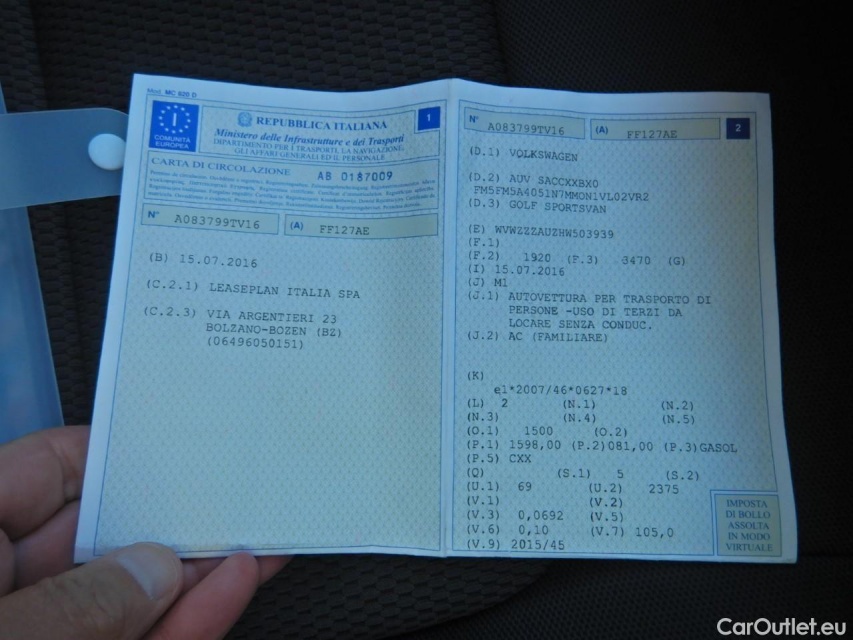 Mod. MC 820 D
I
COMUNITÀ
EUROPEA
REPUBBLICA ITALIANA
1
Ministero delle Infrastrutture e dei Trasporti
DIPARTIMENTO PER I TRASPORTI, LA NAVIGAZIONE,
GLI AFFARI GENERALI ED IL PERSONALE
CARTA DI CIRCOLAZIONE
AB 0187009
N° A083799TV16 (A) FF127AE
(B) 15.07.2016
(C.2.1) LEASEPLAN ITALIA SPA
(C.2.3) VIA ARGENTIERI 23
BOLZANO-BOZEN (BZ)
(06496050151)
N° A083799TV16 (A) FF127AE 2
(D.1) VOLKSWAGEN
(D.2) AUV SACCXXBX0
FM5FM5A4051N7MMON1VL02VR2
(D.3) GOLF SPORTSVAN
(E) WVWZZZAUZHW503939
(F.1)
(F.2) 1920 (F.3) 3470 (G)
(I) 15.07.2016
(J) M1
(J.1) AUTOVETTURA PER TRASPORTO DI
PERSONE -USO DI TERZI DA
LOCARE SENZA CONDUC.
(J.2) AC (FAMILIARE)
(K)
e1*2007/46*0627*18
(L) 2 (N.1) (N.2)
(N.3) (N.4) (N.5)
(O.1) 1500 (O.2)
(P.1) 1598,00 (P.2)081,00 (P.3)GASOL
(P.5) CXX
(Q) (S.1) 5 (S.2)
(U.1) 69 (U.2) 2375
(V.1) (V.2)
(V.3) 0,0692 (V.5)
(V.6) 0,10 (V.7) 105,0
(V.9) 2015/45
IMPOSTA
DI BOLLO
ASSOLTA
IN MODO
VIRTUALE
CarOutlet.eu